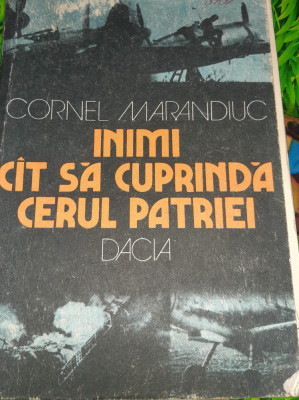 CORNEL MARANDIUC
INIMI
CÎT SĂ CUPRINDĂ
CERUL PATRIEI
DACIA